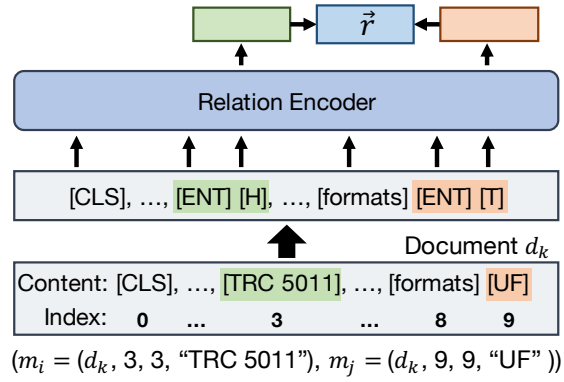 r⃗
Relation Encoder
[CLS], …, [ENT] [H], …, [formats] [ENT] [T]
Document dₖ
Content: [CLS], …, [TRC 5011], …, [formats] [UF]
Index: 0 ... 3 ... 8 9
(mᵢ = (dₖ, 3, 3, “TRC 5011”), mⱼ = (dₖ, 9, 9, “UF” ))